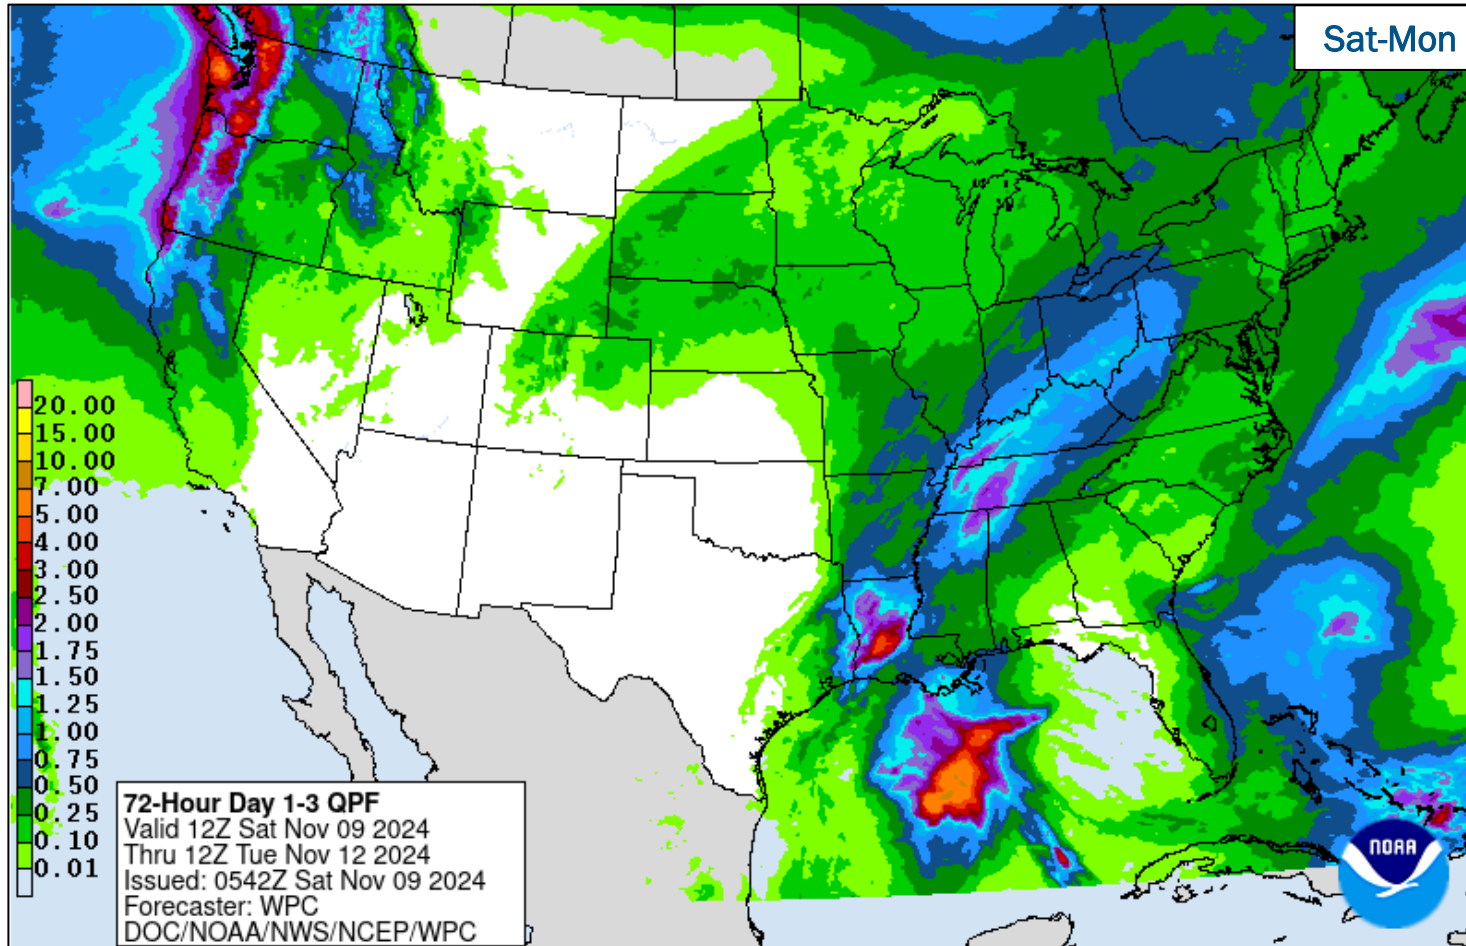 Sat-Mon
20.00
15.00
10.00
7.00
5.00
4.00
3.00
2.50
2.00
1.75
1.50
1.25
1.00
0.75
0.50
0.25
0.10
0.01
72-Hour Day 1-3 QPF
Valid 12Z Sat Nov 09 2024
Thru 12Z Tue Nov 12 2024
Issued: 0542Z Sat Nov 09 2024
Forecaster: WPC
DOC/NOAA/NWS/NCEP/WPC
NOAA